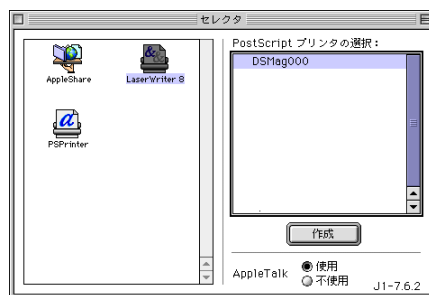 セレクタ
AppleShare
LaserWriter 8
PSPrinter
PostScript プリンタの選択：
DSMag000
作成
AppleTalk
使用
不使用
J1-7.6.2